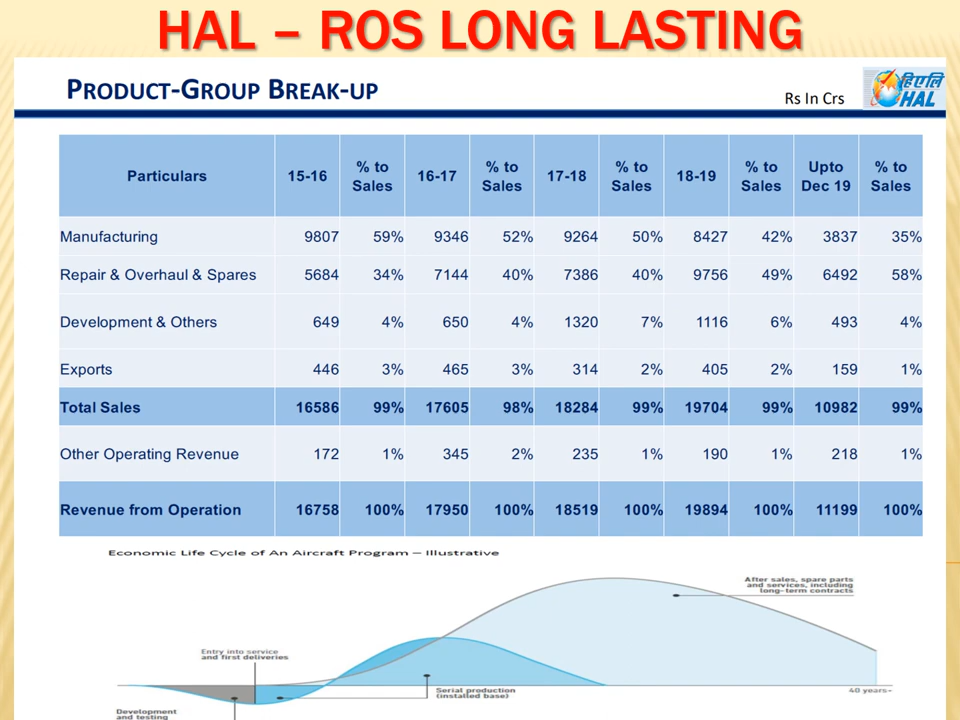 HAL – ROS LONG LASTING
PRODUCT-GROUP BREAK-UP
Rs In Crs
हिएलि
HAL
Particulars 15-16 % to Sales 16-17 % to Sales 17-18 % to Sales 18-19 % to Sales Upto Dec 19 % to Sales
Manufacturing 9807 59% 9346 52% 9264 50% 8427 42% 3837 35%
Repair & Overhaul & Spares 5684 34% 7144 40% 7386 40% 9756 49% 6492 58%
Development & Others 649 4% 650 4% 1320 7% 1116 6% 493 4%
Exports 446 3% 465 3% 314 2% 405 2% 159 1%
Total Sales 16586 99% 17605 98% 18284 99% 19704 99% 10982 99%
Other Operating Revenue 172 1% 345 2% 235 1% 190 1% 218 1%
Revenue from Operation 16758 100% 17950 100% 18519 100% 19894 100% 11199 100%
Economic Life Cycle of An Aircraft Program – Illustrative
After sales, spare parts
and services, including
long-term contracts
Entry into service
and first deliveries
Serial production
(installed base)
40 years+
Development
and testing